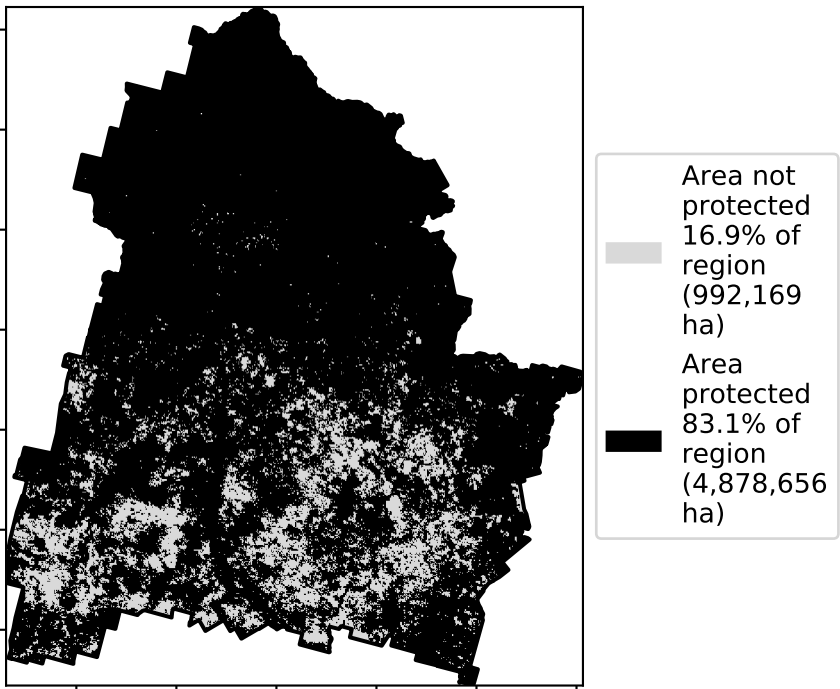 Area not
protected
16.9% of
region
(992,169
ha)
Area
protected
83.1% of
region
(4,878,656
ha)